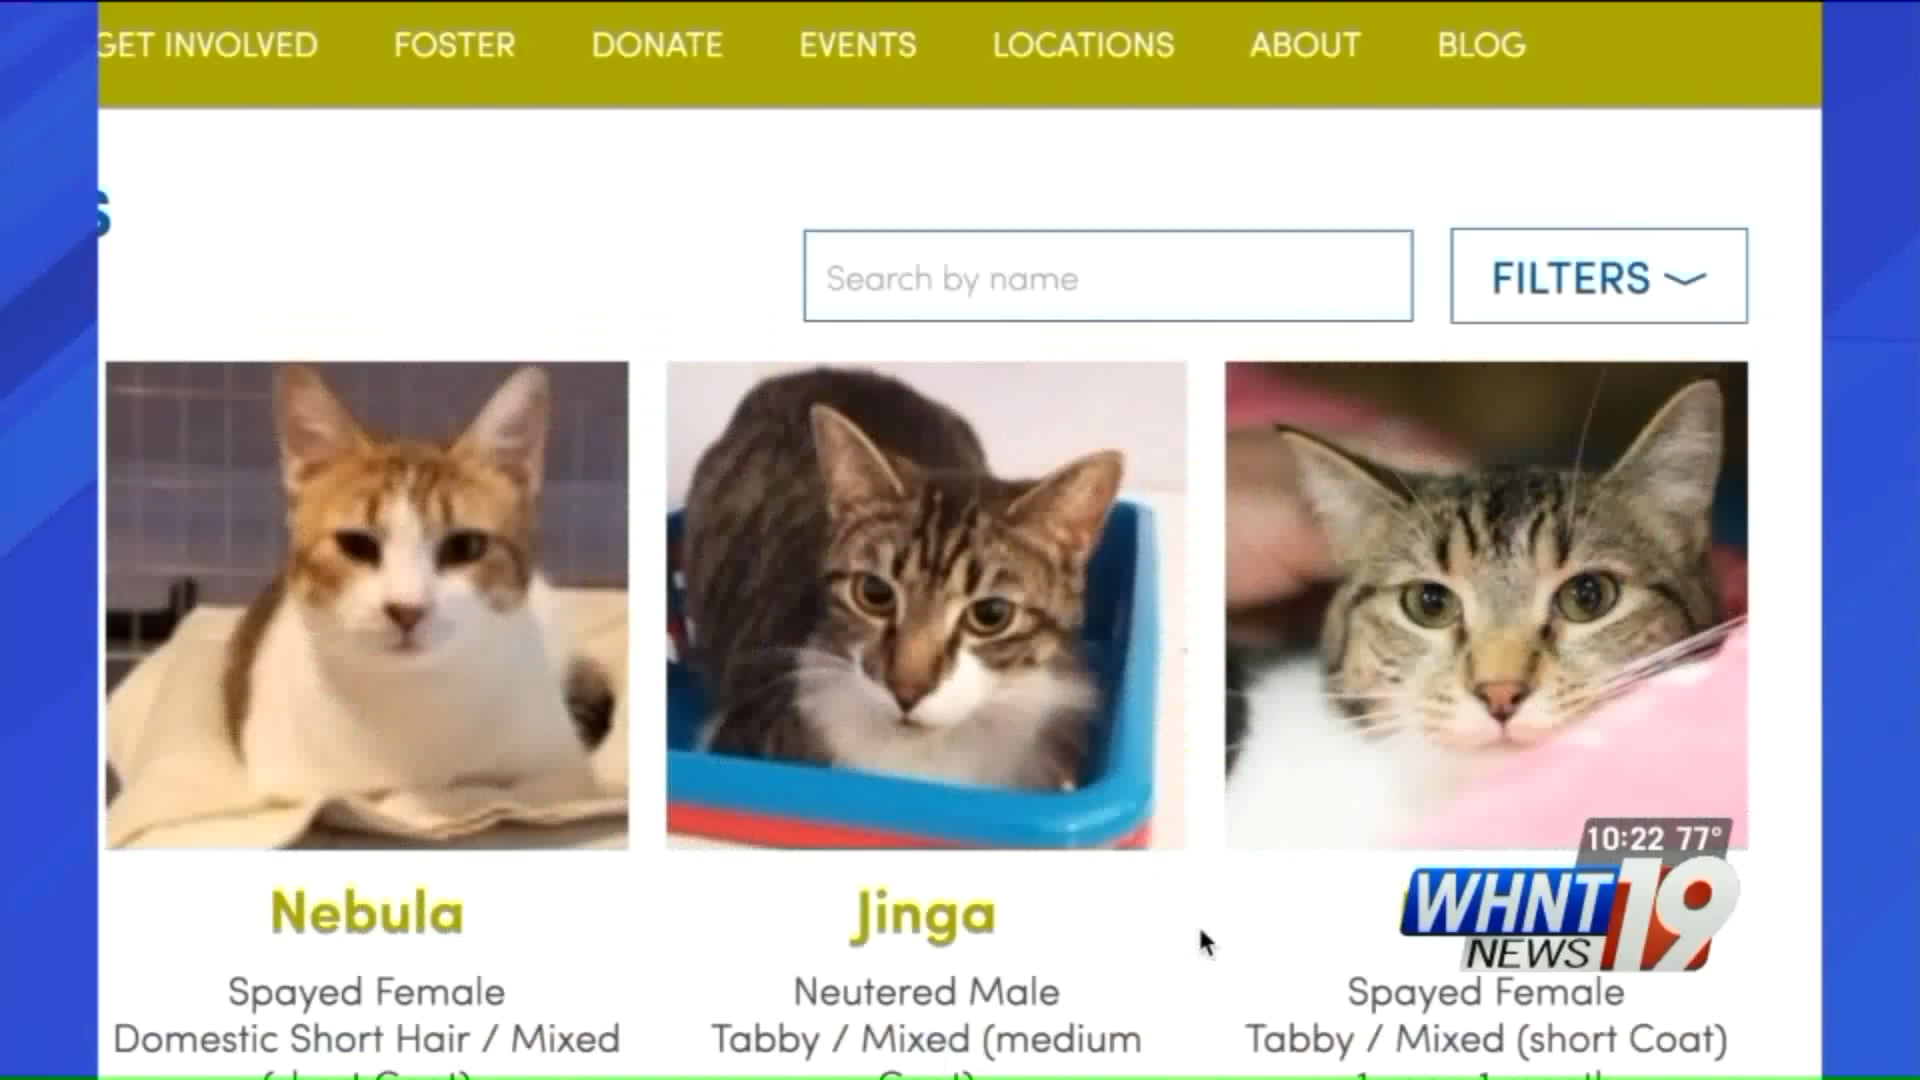 GET INVOLVED FOSTER DONATE EVENTS LOCATIONS ABOUT BLOG
Search by name
FILTERS
10:22 77°
WHNT 19
NEWS
Nebula
Jinga
Spayed Female
Domestic Short Hair / Mixed
Neutered Male
Tabby / Mixed (medium
Spayed Female
Tabby / Mixed (short Coat)